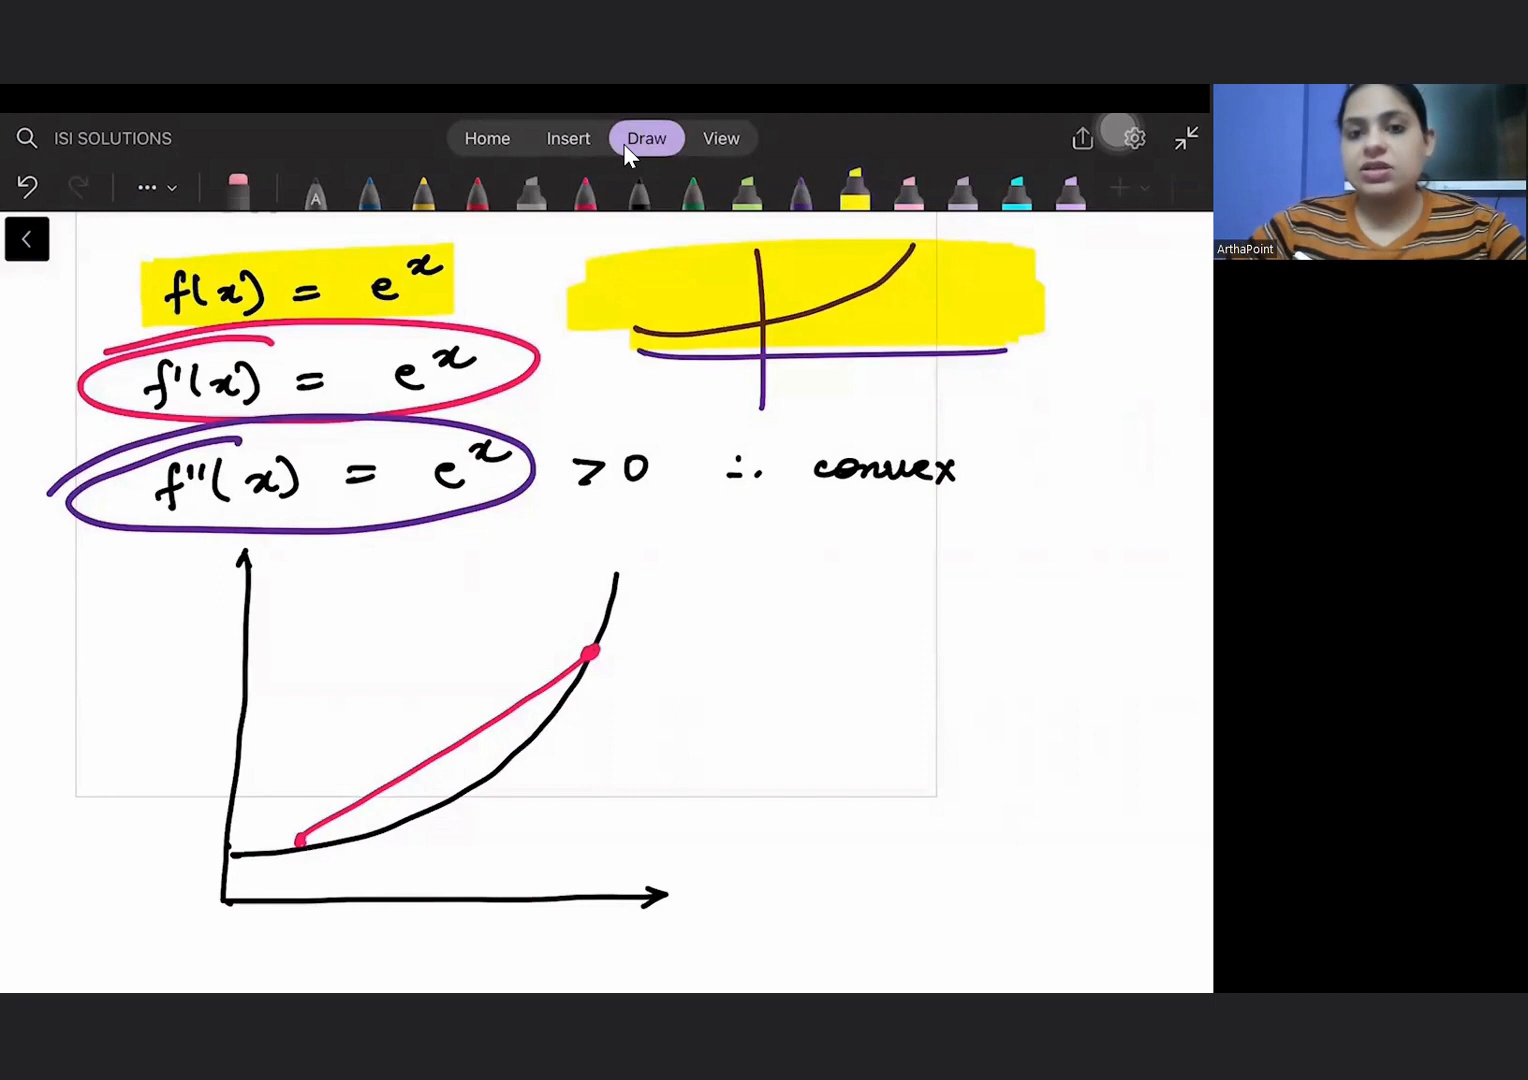 ISI SOLUTIONS
Home Insert Draw View
A
ArthaPoint
f(x) = e^x
f'(x) = e^x
f''(x) = e^x > 0 ∴ convex